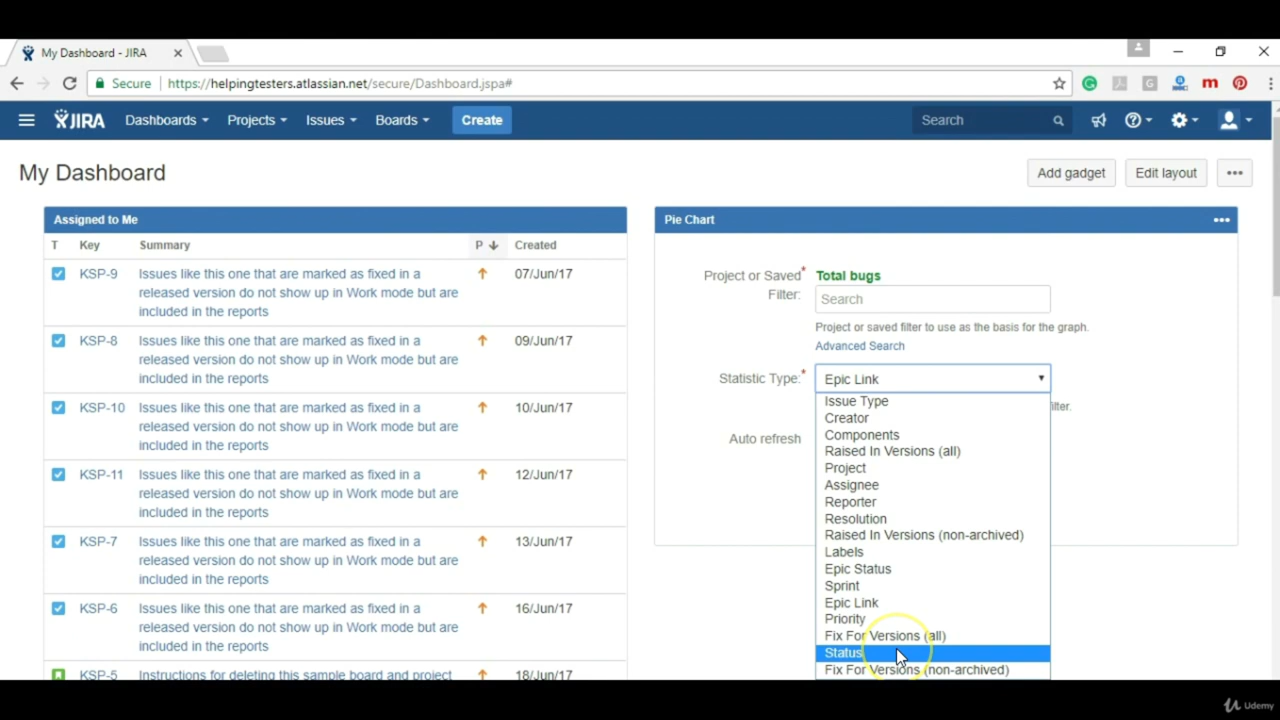 My Dashboard - JIRA
Secure
https://helpingtesters.atlassian.net/secure/Dashboard.jspa#
JIRA Dashboards Projects Issues Boards Create Search
My Dashboard
Add gadget Edit layout
Assigned to Me
T Key Summary P Created
KSP-9 Issues like this one that are marked as fixed in a 07/Jun/17
released version do not show up in Work mode but are
included in the reports
KSP-8 Issues like this one that are marked as fixed in a 09/Jun/17
released version do not show up in Work mode but are
included in the reports
KSP-10 Issues like this one that are marked as fixed in a 10/Jun/17
released version do not show up in Work mode but are
included in the reports
KSP-11 Issues like this one that are marked as fixed in a 12/Jun/17
released version do not show up in Work mode but are
included in the reports
KSP-7 Issues like this one that are marked as fixed in a 13/Jun/17
released version do not show up in Work mode but are
included in the reports
KSP-6 Issues like this one that are marked as fixed in a 16/Jun/17
released version do not show up in Work mode but are
included in the reports
KSP-5 Instructions for deleting this sample board and project 18/Jun/17
Pie Chart
Project or Saved* Total bugs
Filter:
Search
Project or saved filter to use as the basis for the graph.
Advanced Search
Statistic Type:* Epic Link
filter.
Auto refresh
Issue Type
Creator
Components
Raised In Versions (all)
Project
Assignee
Reporter
Resolution
Raised In Versions (non-archived)
Labels
Epic Status
Sprint
Epic Link
Priority
Fix For Versions (all)
Status
Fix For Versions (non-archived)
Udemy